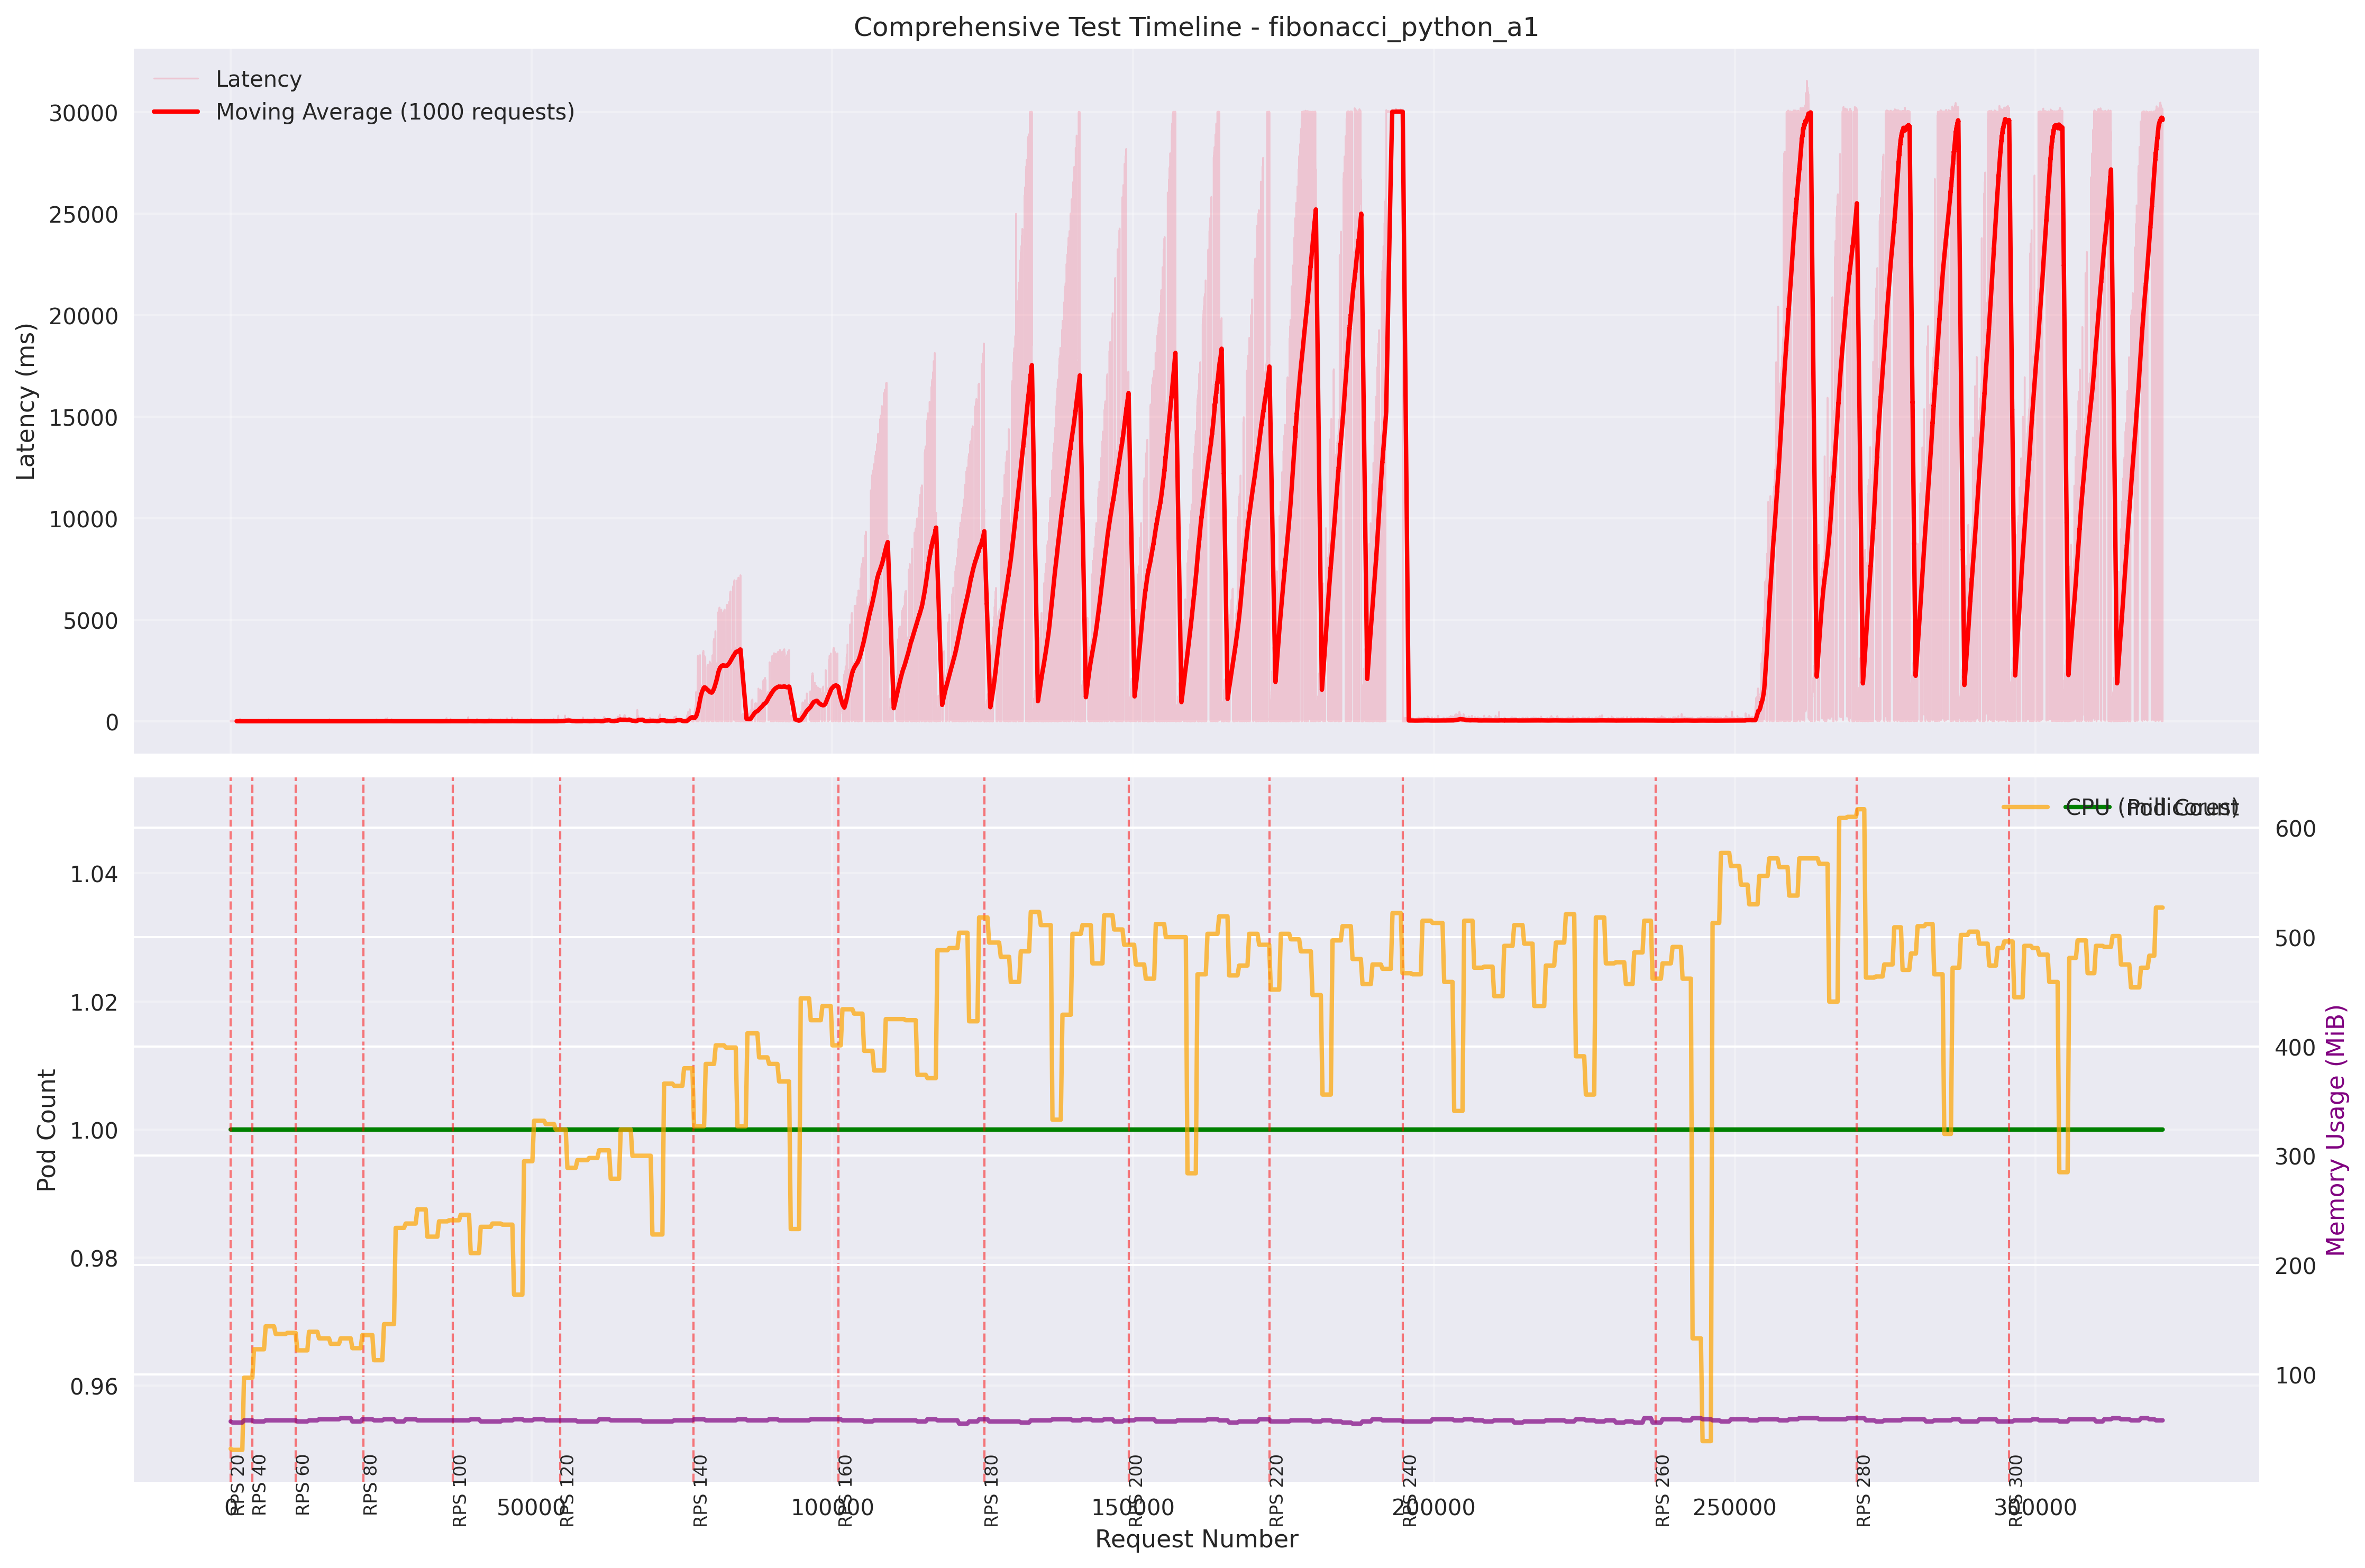 Comprehensive Test Timeline - fibonacci_python_a1
Latency
Moving Average (1000 requests)
30000
25000
20000
15000
10000
5000
0
Latency (ms)
CPU (millicores)
Pod Count
1.04
1.02
1.00
0.98
0.96
Pod Count
600
500
400
300
200
100
Memory Usage (MiB)
RPS 20
RPS 40
RPS 60
RPS 80
RPS 100
RPS 120
RPS 140
RPS 160
RPS 180
RPS 200
RPS 220
RPS 240
RPS 260
RPS 280
RPS 300
0
50000
100000
150000
200000
250000
300000
Request Number